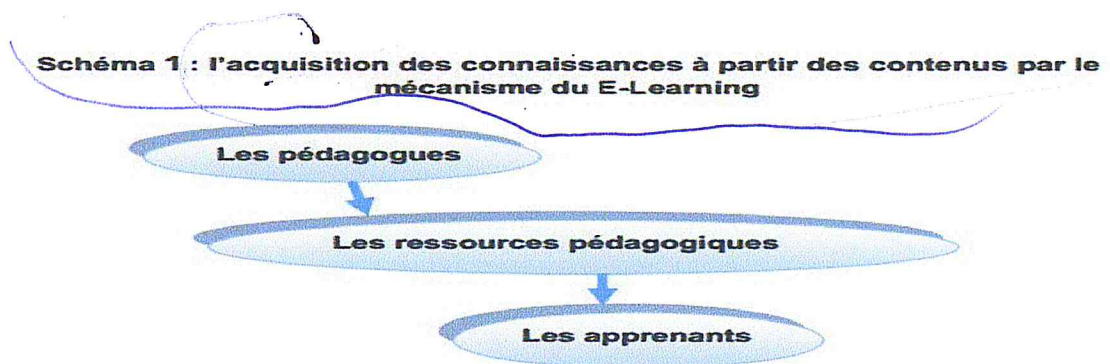 Schéma 1 : l'acquisition des connaissances à partir des contenus par le
mécanisme du E-Learning
Les pédagogues
Les ressources pédagogiques
Les apprenants